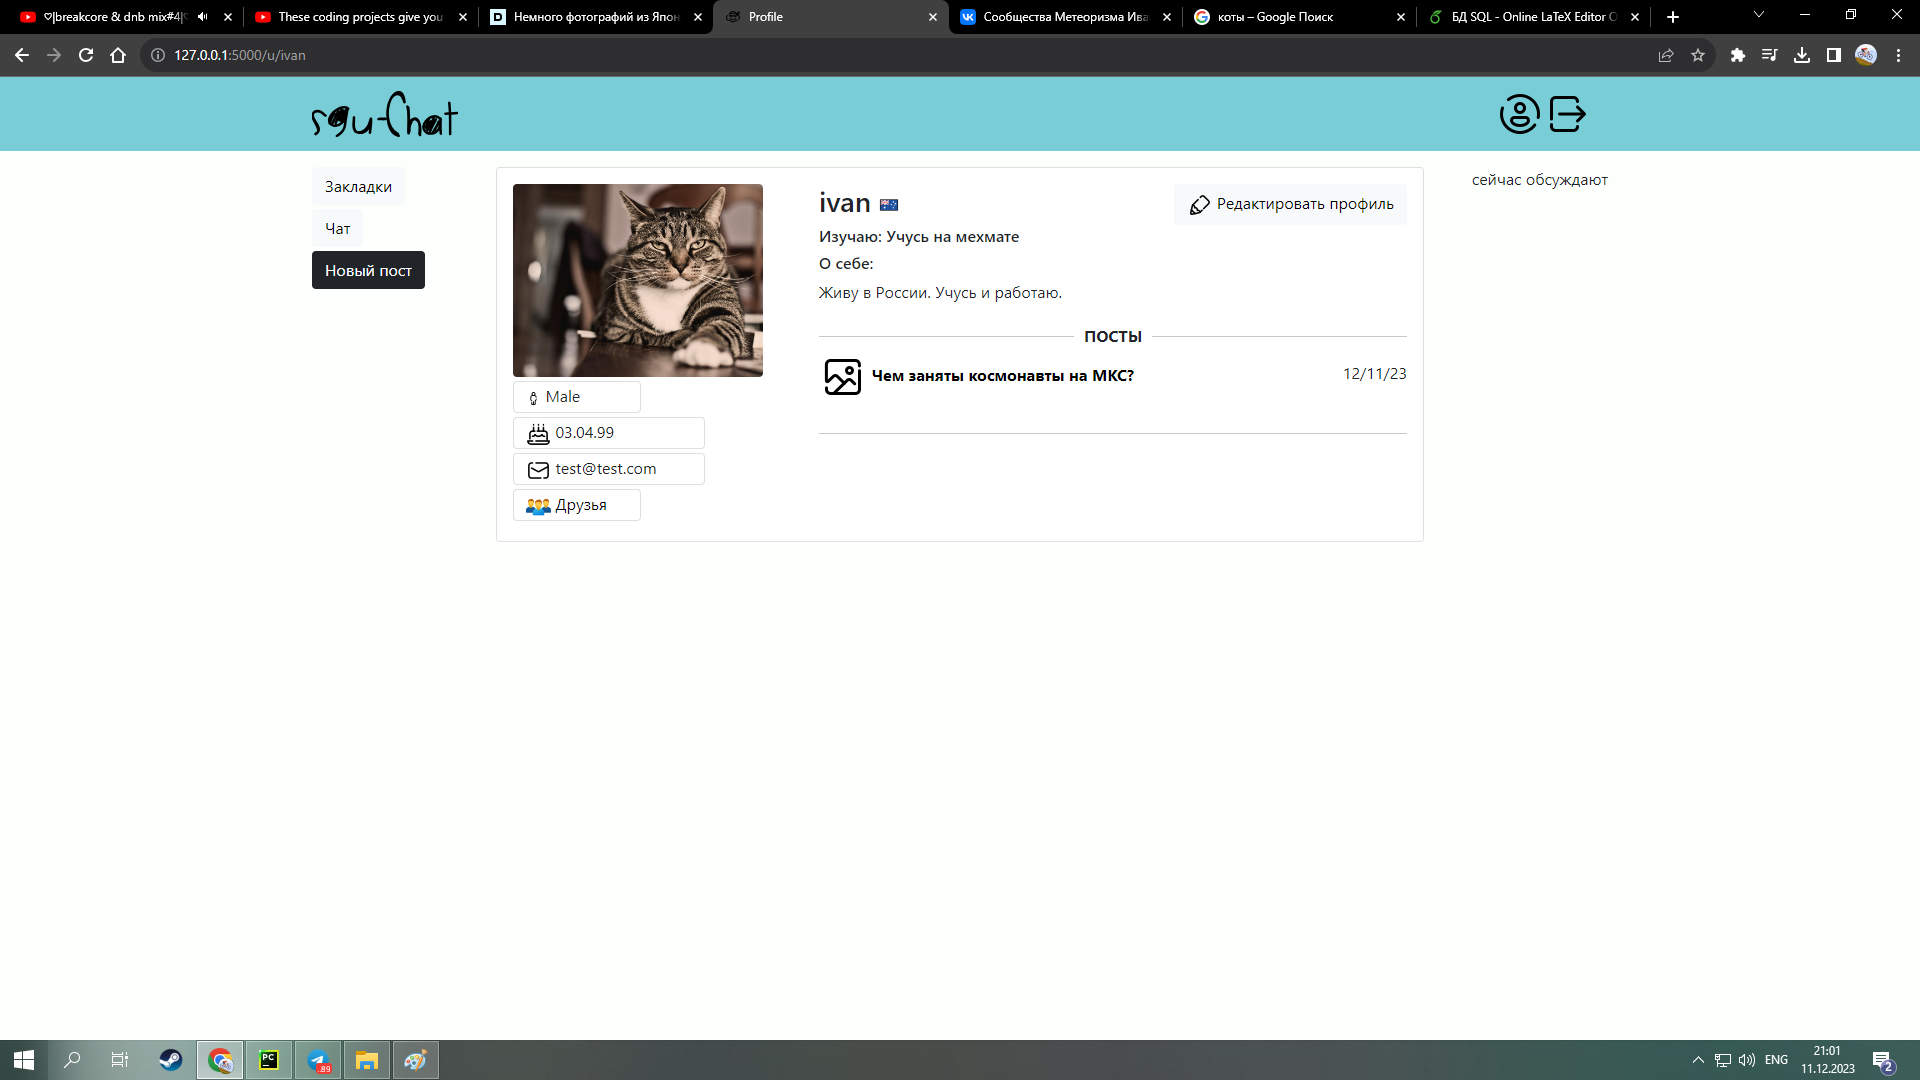 ♡|breakcore & dnb mix#4|♡
These coding projects give you
Немного фотографий из Япон
Profile
Сообщества Метеоризма Ива
коты – Google Поиск
БД SQL - Online LaTeX Editor O
127.0.0.1:5000/u/ivan
sgu-Chat
Закладки
Чат
Новый пост
ivan
Редактировать профиль
Изучаю: Учусь на мехмате
О себе:
Живу в России. Учусь и работаю.
ПОСТЫ
Чем заняты космонавты на МКС?
12/11/23
Male
03.04.99
test@test.com
Друзья
сейчас обсуждают
PC
89
ENG
21:01
11.12.2023
2